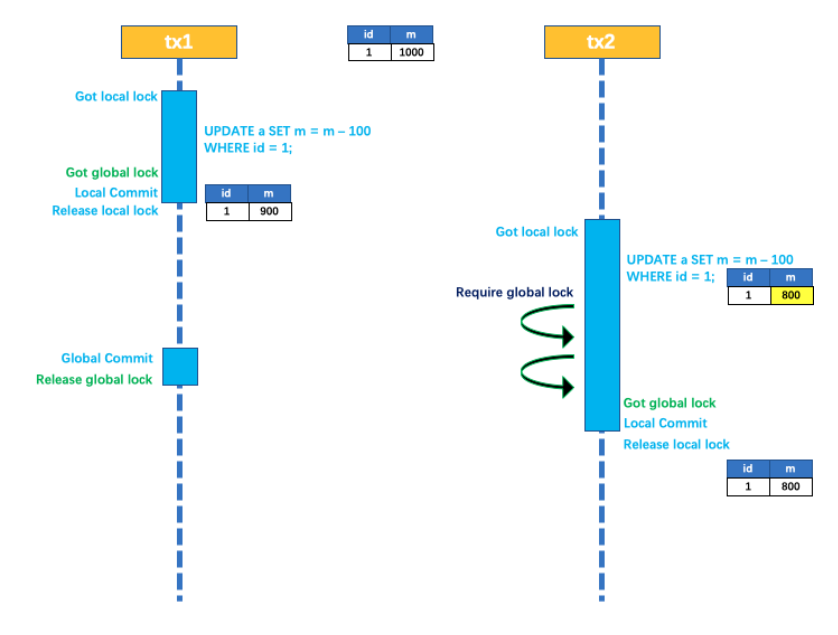 tx1
id m
1 1000
tx2
Got local lock
UPDATE a SET m = m – 100
WHERE id = 1;
Got global lock
Local Commit
Release local lock
id m
1 900
Got local lock
UPDATE a SET m = m – 100
WHERE id = 1;
id m
1 800
Require global lock
Global Commit
Release global lock
Got global lock
Local Commit
Release local lock
id m
1 800